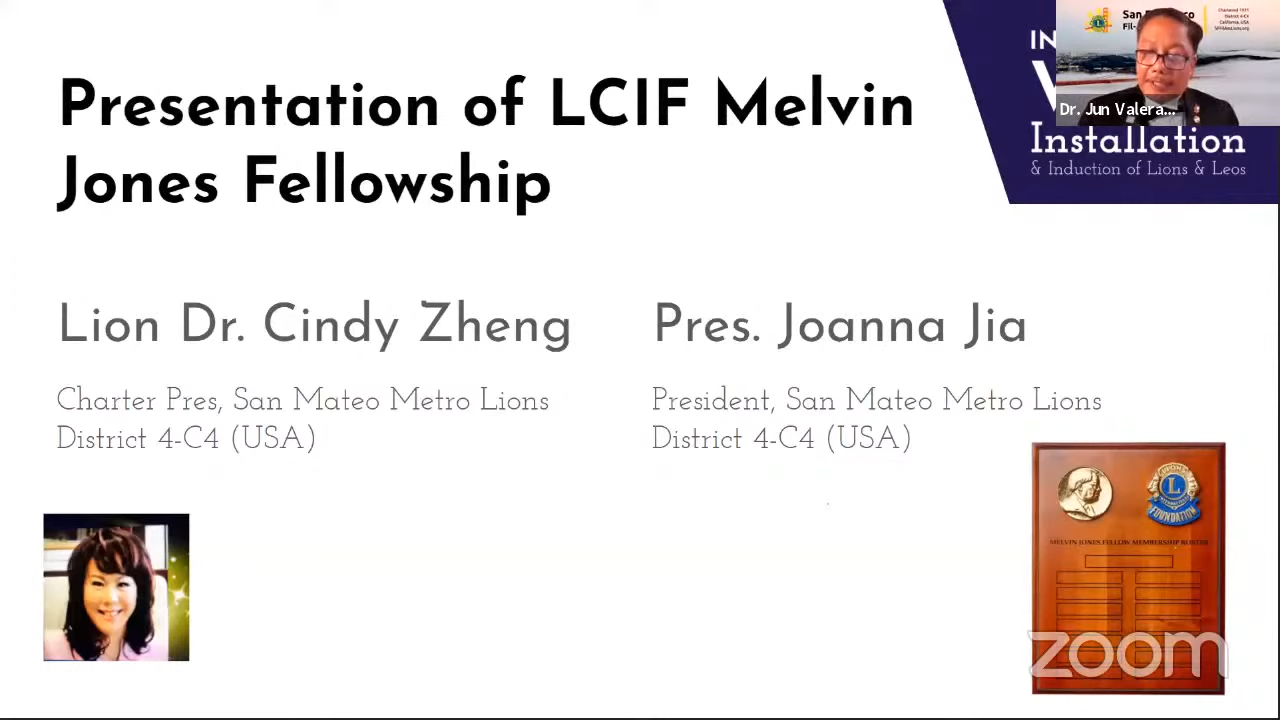 Presentation of LCIF Melvin
Jones Fellowship
Dr. Jun Valera...
Installation
& Induction of Lions & Leos
Lion Dr. Cindy Zheng
Charter Pres, San Mateo Metro Lions
District 4-C4 (USA)
Pres. Joanna Jia
President, San Mateo Metro Lions
District 4-C4 (USA)
L
FOUNDATION
MELVIN JONES FELLOW MEMBERSHIP ROSTER
zoom